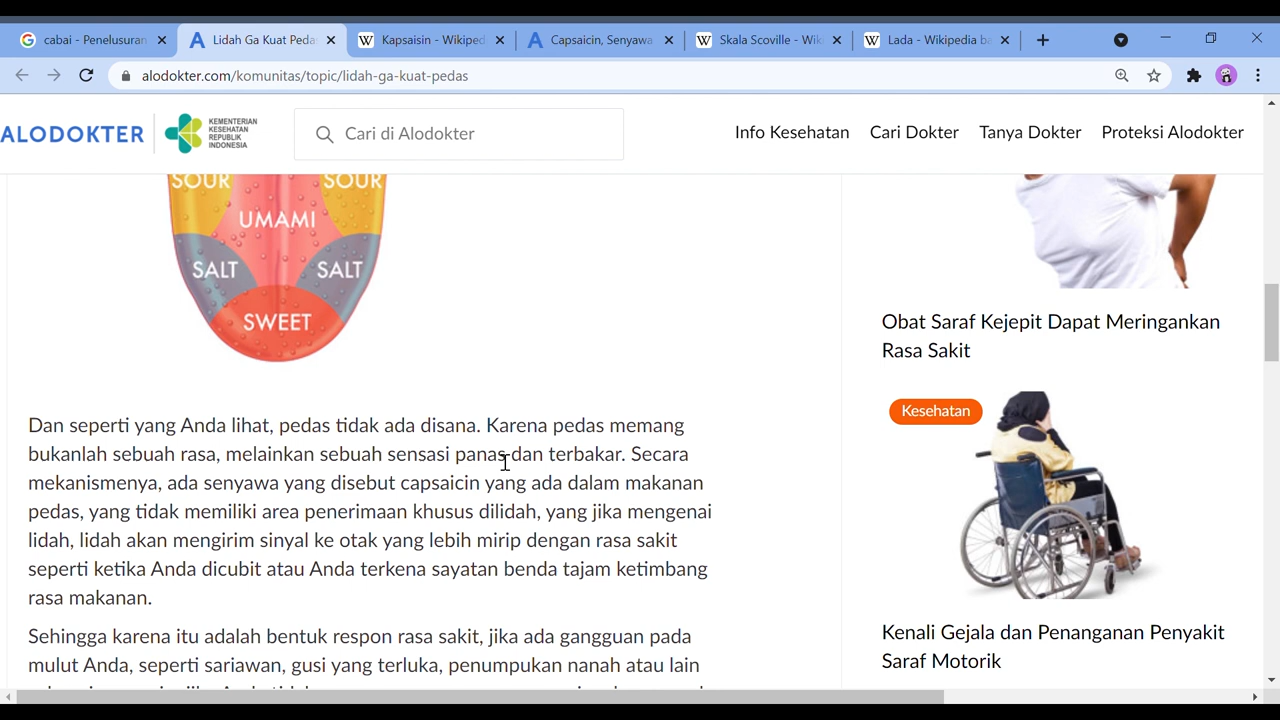 cabai - Penelusuran
Lidah Ga Kuat Peda
Kapsaisin - Wikiped
Capsaicin, Senyawa
Skala Scoville - Wik
Lada - Wikipedia ba
alodokter.com/komunitas/topic/lidah-ga-kuat-pedas
ALODOKTER
KEMENTERIAN
KESEHATAN
REPUBLIK
INDONESIA
Cari di Alodokter
Info Kesehatan
Cari Dokter
Tanya Dokter
Proteksi Alodokter
SOUR
SOUR
UMAMI
SALT
SALT
SWEET
Dan seperti yang Anda lihat, pedas tidak ada disana. Karena pedas memang
bukanlah sebuah rasa, melainkan sebuah sensasi panas dan terbakar. Secara
mekanismenya, ada senyawa yang disebut capsaicin yang ada dalam makanan
pedas, yang tidak memiliki area penerimaan khusus dilidah, yang jika mengenai
lidah, lidah akan mengirim sinyal ke otak yang lebih mirip dengan rasa sakit
seperti ketika Anda dicubit atau Anda terkena sayatan benda tajam ketimbang
rasa makanan.
Sehingga karena itu adalah bentuk respon rasa sakit, jika ada gangguan pada
mulut Anda, seperti sariawan, gusi yang terluka, penumpukan nanah atau lain
Obat Saraf Kejepit Dapat Meringankan
Rasa Sakit
Kesehatan
Kenali Gejala dan Penanganan Penyakit
Saraf Motorik